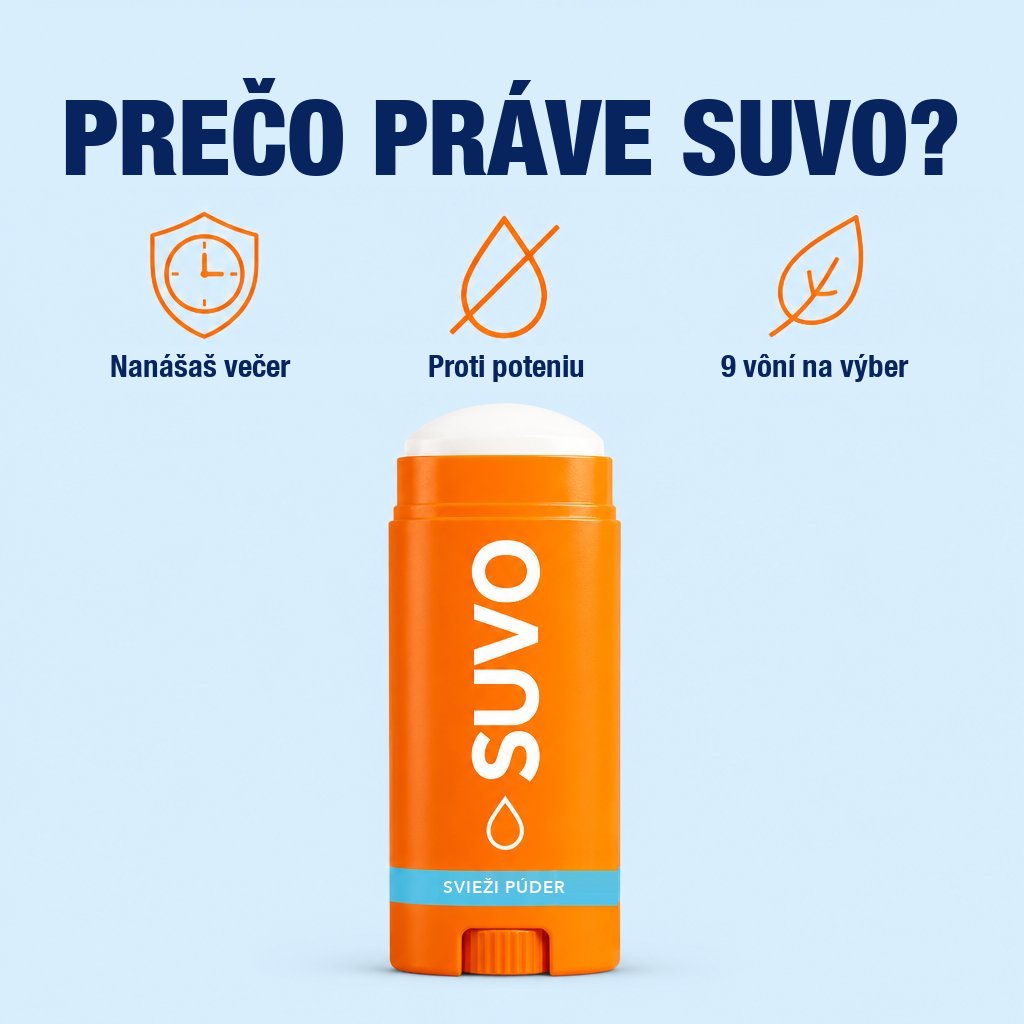 PREČO PRÁVE SUVO?
Nanášaš večer
Proti poteniu
9 vôní na výber
SUVO
SVIEŽI PÚDER